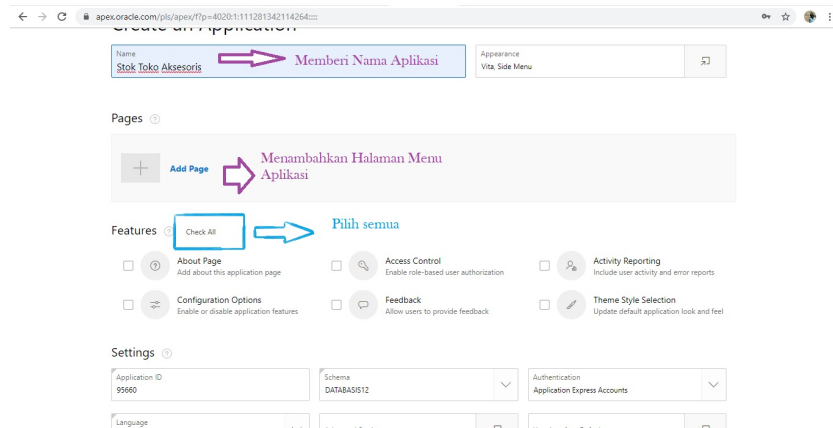 apex.oracle.com/pls/apex/f?p=4020:1:111281342114264:::::
Create an Application
Name
Stok Toko Aksesoris
Memberi Nama Aplikasi
Appearance
Vita, Side Menu
Pages
Add Page
Menambahkan Halaman Menu
Aplikasi
Features
Check All
Pilih semua
About Page
Add about this application page
Access Control
Enable role-based user authorization
Activity Reporting
Include user activity and error reports
Configuration Options
Enable or disable application features
Feedback
Allow users to provide feedback
Theme Style Selection
Update default application look and feel
Settings
Application ID
95660
Schema
DATABASIS12
Authentication
Application Express Accounts
Language